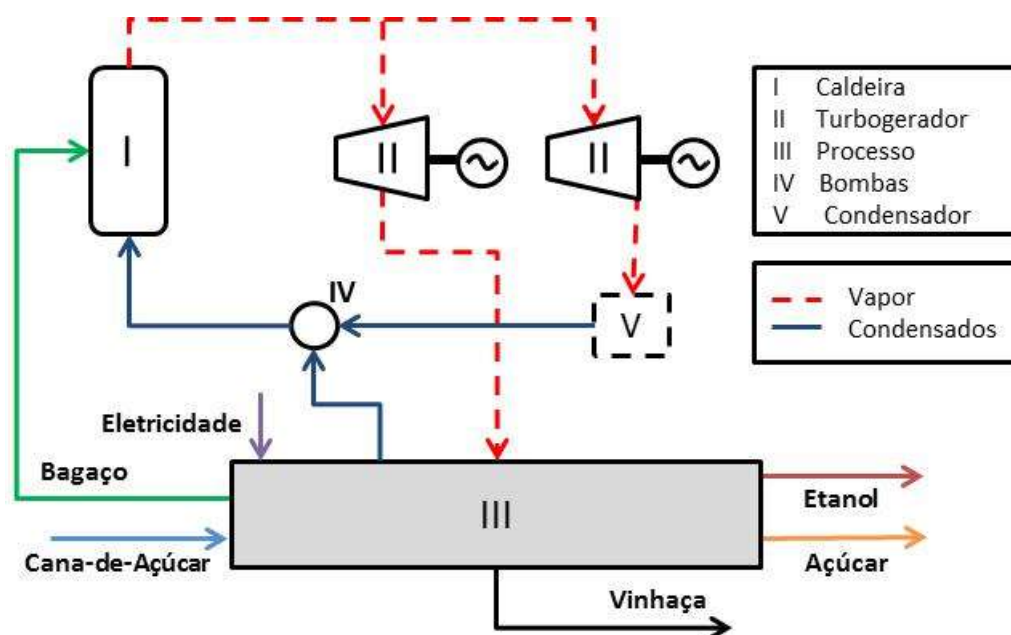 I
II
II
I Caldeira
II Turbogerador
III Processo
IV Bombas
V Condensador
IV
V
Vapor
Condensados
Eletricidade
Bagaço
III
Etanol
Cana-de-Açúcar
Açúcar
Vinhaça